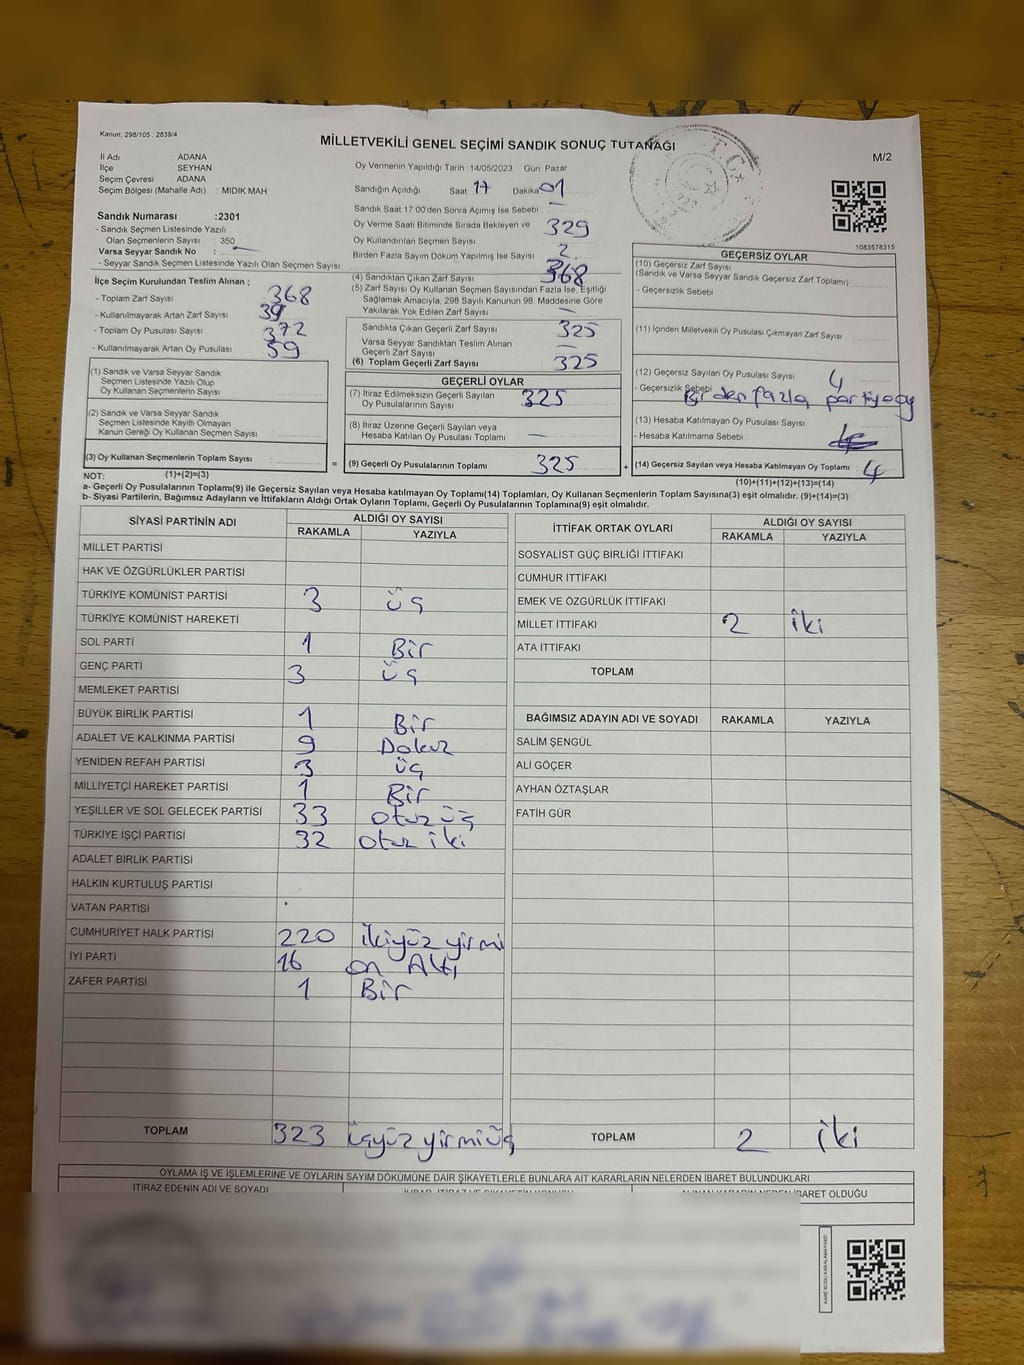 Kanun: 298/105 , 2839/4
MİLLETVEKİLİ GENEL SEÇİMİ SANDIK SONUÇ TUTANAĞI
M/2
İl Adı ADANA
İlçe SEYHAN
Seçim Çevresi ADANA
Seçim Bölgesi (Mahalle Adı) : MIDIK MAH
Sandık Numarası :2301
- Sandık Seçmen Listesinde Yazılı
Olan Seçmenlerin Sayısı : 350
Varsa Seyyar Sandık No :
- Seyyar Sandık Seçmen Listesinde Yazılı Olan Seçmen Sayısı
Oy Vermenin Yapıldığı Tarih :14/05/2023 Gün: Pazar
Sandığın Açıldığı Saat 17 Dakika 01
Sandık Saat 17:00'den Sonra Açımış İse Sebebi
Oy Verme Saati Bitiminde Sırada Bekleyen ve
Oy Kullandırılan Seçmen Sayısı 329
Birden Fazla Sayım Döküm Yapılmış İse Sayısı 2
T.C.
1083578315
İlçe Seçim Kurulundan Teslim Alınan ;
- Toplam Zarf Sayısı 368
- Kullanılmayarak Artan Zarf Sayısı 39
- Toplam Oy Pusulası Sayısı 372
- Kullanılmayarak Artan Oy Pusulası 39
(1) Sandık ve Varsa Seyyar Sandık
Seçmen Listesinde Yazılı Olup
Oy Kullanan Seçmenlerin Sayısı
(2) Sandık ve Varsa Seyyar Sandık
Seçmen Listesinde Kayıtlı Olmayan
Kanun Gereği Oy Kullanan Seçmen Sayısı
(3) Oy Kullanan Seçmenlerin Toplam Sayısı
(4) Sandıktan Çıkan Zarf Sayısı 368
(5) Zarf Sayısı Oy Kullanan Seçmen Sayısından Fazla İse, Eşitliği
Sağlamak Amacıyla, 298 Sayılı Kanunun 98. Maddesine Göre
Yakılarak Yok Edilen Zarf Sayısı —
Sandıkta Çıkan Geçerli Zarf Sayısı 325
Varsa Seyyar Sandıktan Teslim Alınan
Geçerli Zarf Sayısı —
(6) Toplam Geçerli Zarf Sayısı 325
GEÇERLİ OYLAR
(7) İtiraz Edilmeksizin Geçerli Sayılan
Oy Pusulalarının Sayısı 325
(8) İtiraz Üzerine Geçerli Sayılan veya
Hesaba Katılan Oy Pusulası Toplamı —
= (9) Geçerli Oy Pusulalarının Toplamı 325 +
GEÇERSİZ OYLAR
(10) Geçersiz Zarf Sayısı
(Sandık ve Varsa Seyyar Sandık Geçersiz Zarf Toplamı)
- Geçersizlik Sebebi
(11) İçinden Milletvekili Oy Pusulası Çıkmayan Zarf Sayısı
(12) Geçersiz Sayılan Oy Pusulası Sayısı 4
- Geçersizlik Sebebi Birden fazla partiye oy
(13) Hesaba Katılmayan Oy Pusulası Sayısı
- Hesaba Katılmama Sebebi
(14) Geçersiz Sayılan veya Hesaba Katılmayan Oy Toplamı 4
NOT: (1)+(2)=(3)
(10)+(11)+(12)+(13)=(14)
a- Geçerli Oy Pusulalarının Toplamı(9) ile Geçersiz Sayılan veya Hesaba katılmayan Oy Toplamı(14) Toplamları, Oy Kullanan Seçmenlerin Toplam Sayısına(3) eşit olmalıdır. (9)+(14)=(3)
b- Siyasi Partilerin, Bağımsız Adayların ve İttifakların Aldığı Ortak Oyların Toplamı, Geçerli Oy Pusulalarının Toplamına(9) eşit olmalıdır.
SİYASİ PARTİNİN ADI ALDIĞI OY SAYISI
RAKAMLA YAZIYLA
MİLLET PARTİSİ
HAK VE ÖZGÜRLÜKLER PARTİSİ
TÜRKİYE KOMÜNİST PARTİSİ 3 üç
TÜRKİYE KOMÜNİST HAREKETİ
SOL PARTİ 1 Bir
GENÇ PARTİ 3 üç
MEMLEKET PARTİSİ
BÜYÜK BİRLİK PARTİSİ 1 Bir
ADALET VE KALKINMA PARTİSİ 9 Dokuz
YENİDEN REFAH PARTİSİ 3 üç
MİLLİYETÇİ HAREKET PARTİSİ 1 Bir
YEŞİLLER VE SOL GELECEK PARTİSİ 33 otuz üç
TÜRKİYE İŞÇİ PARTİSİ 32 otuz iki
ADALET BİRLİK PARTİSİ
HALKIN KURTULUŞ PARTİSİ
VATAN PARTİSİ
CUMHURİYET HALK PARTİSİ 220 İkiyüz yirmi
İYİ PARTİ 16 on Altı
ZAFER PARTİSİ 1 Bir
TOPLAM 323 üçyüz yirmi üç
İTTİFAK ORTAK OYLARI ALDIĞI OY SAYISI
RAKAMLA YAZIYLA
SOSYALİST GÜÇ BİRLİĞİ İTTİFAKI
CUMHUR İTTİFAKI
EMEK VE ÖZGÜRLÜK İTTİFAKI
MİLLET İTTİFAKI 2 iki
ATA İTTİFAKI
TOPLAM
BAĞIMSIZ ADAYIN ADI VE SOYADI RAKAMLA YAZIYLA
SALİM ŞENGÜL
ALİ GÖÇER
AYHAN ÖZTAŞLAR
FATİH GÜR
TOPLAM 2 iki
OYLAMA İŞ VE İŞLEMLERİNE VE OYLARIN SAYIM DÖKÜMÜNE DAİR ŞİKAYETLERLE BUNLARA AİT KARARLARIN NELERDEN İBARET BULUNDUKLARI
İTİRAZ EDENİN ADI VE SOYADI
İBARET OLDUĞU